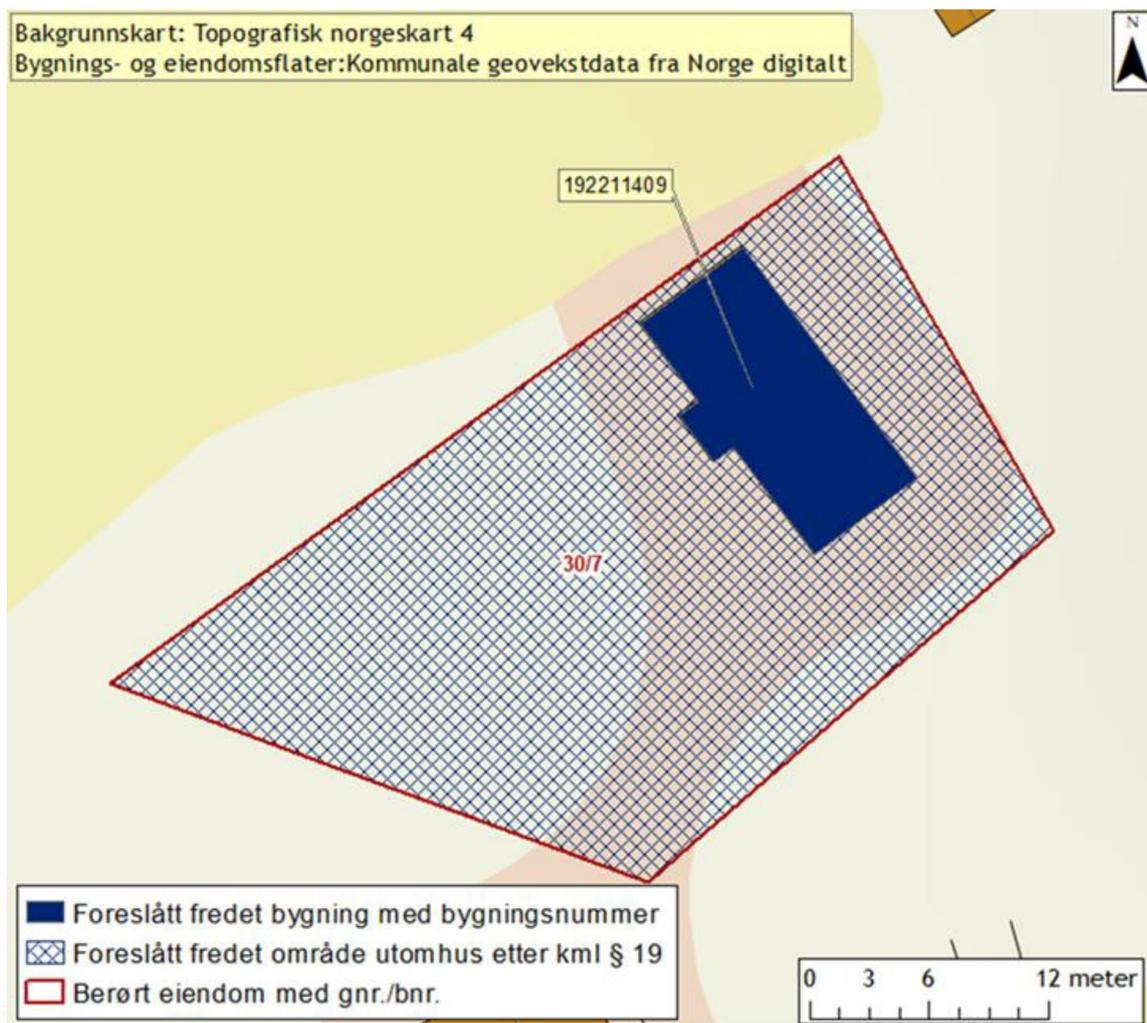 Bakgrunnskart: Topografisk norgeskart 4
Bygnings- og eiendomsflater:Kommunale geovekstdata fra Norge digitalt
N
192211409
30/7
Foreslått fredet bygning med bygningsnummer
Foreslått fredet område utomhus etter kml § 19
Berørt eiendom med gnr./bnr.
0 3 6 12 meter